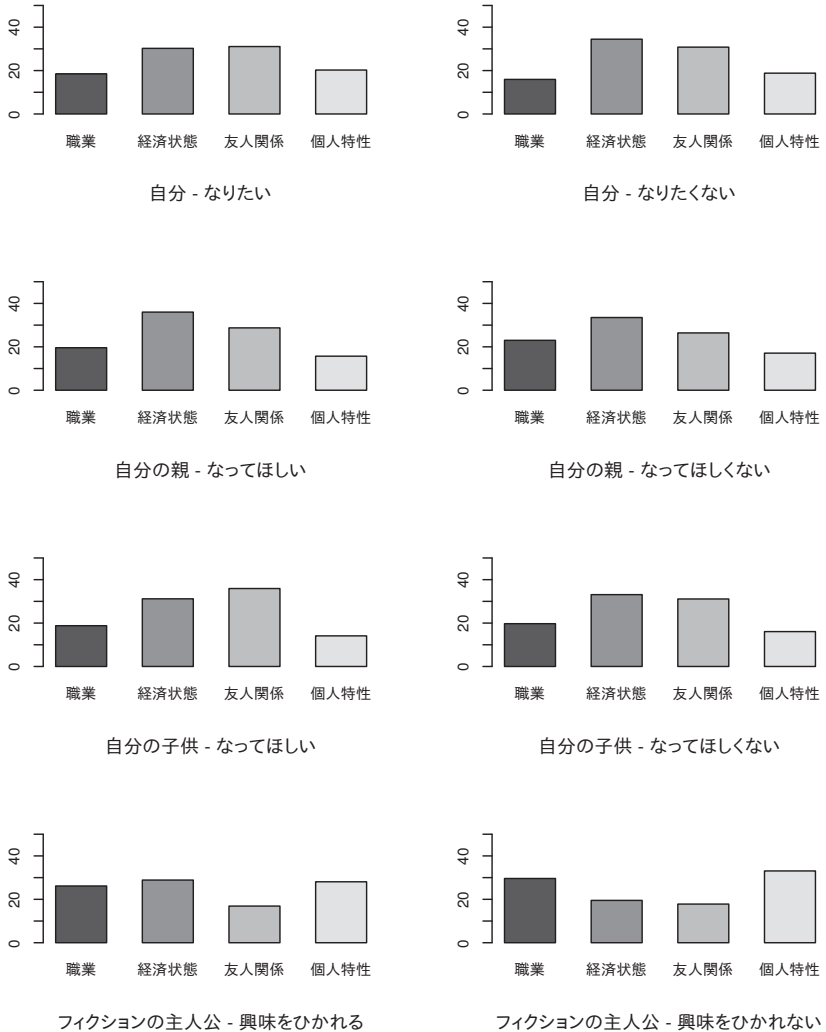 40
20
0
職業 経済状態 友人関係 個人特性
自分 - なりたい
40
20
0
職業 経済状態 友人関係 個人特性
自分 - なりたくない
40
20
0
職業 経済状態 友人関係 個人特性
自分の親 - なってほしい
40
20
0
職業 経済状態 友人関係 個人特性
自分の親 - なってほしくない
40
20
0
職業 経済状態 友人関係 個人特性
自分の子供 - なってほしい
40
20
0
職業 経済状態 友人関係 個人特性
自分の子供 - なってほしくない
40
20
0
職業 経済状態 友人関係 個人特性
フィクションの主人公 - 興味をひかれる
40
20
0
職業 経済状態 友人関係 個人特性
フィクションの主人公 - 興味をひかれない